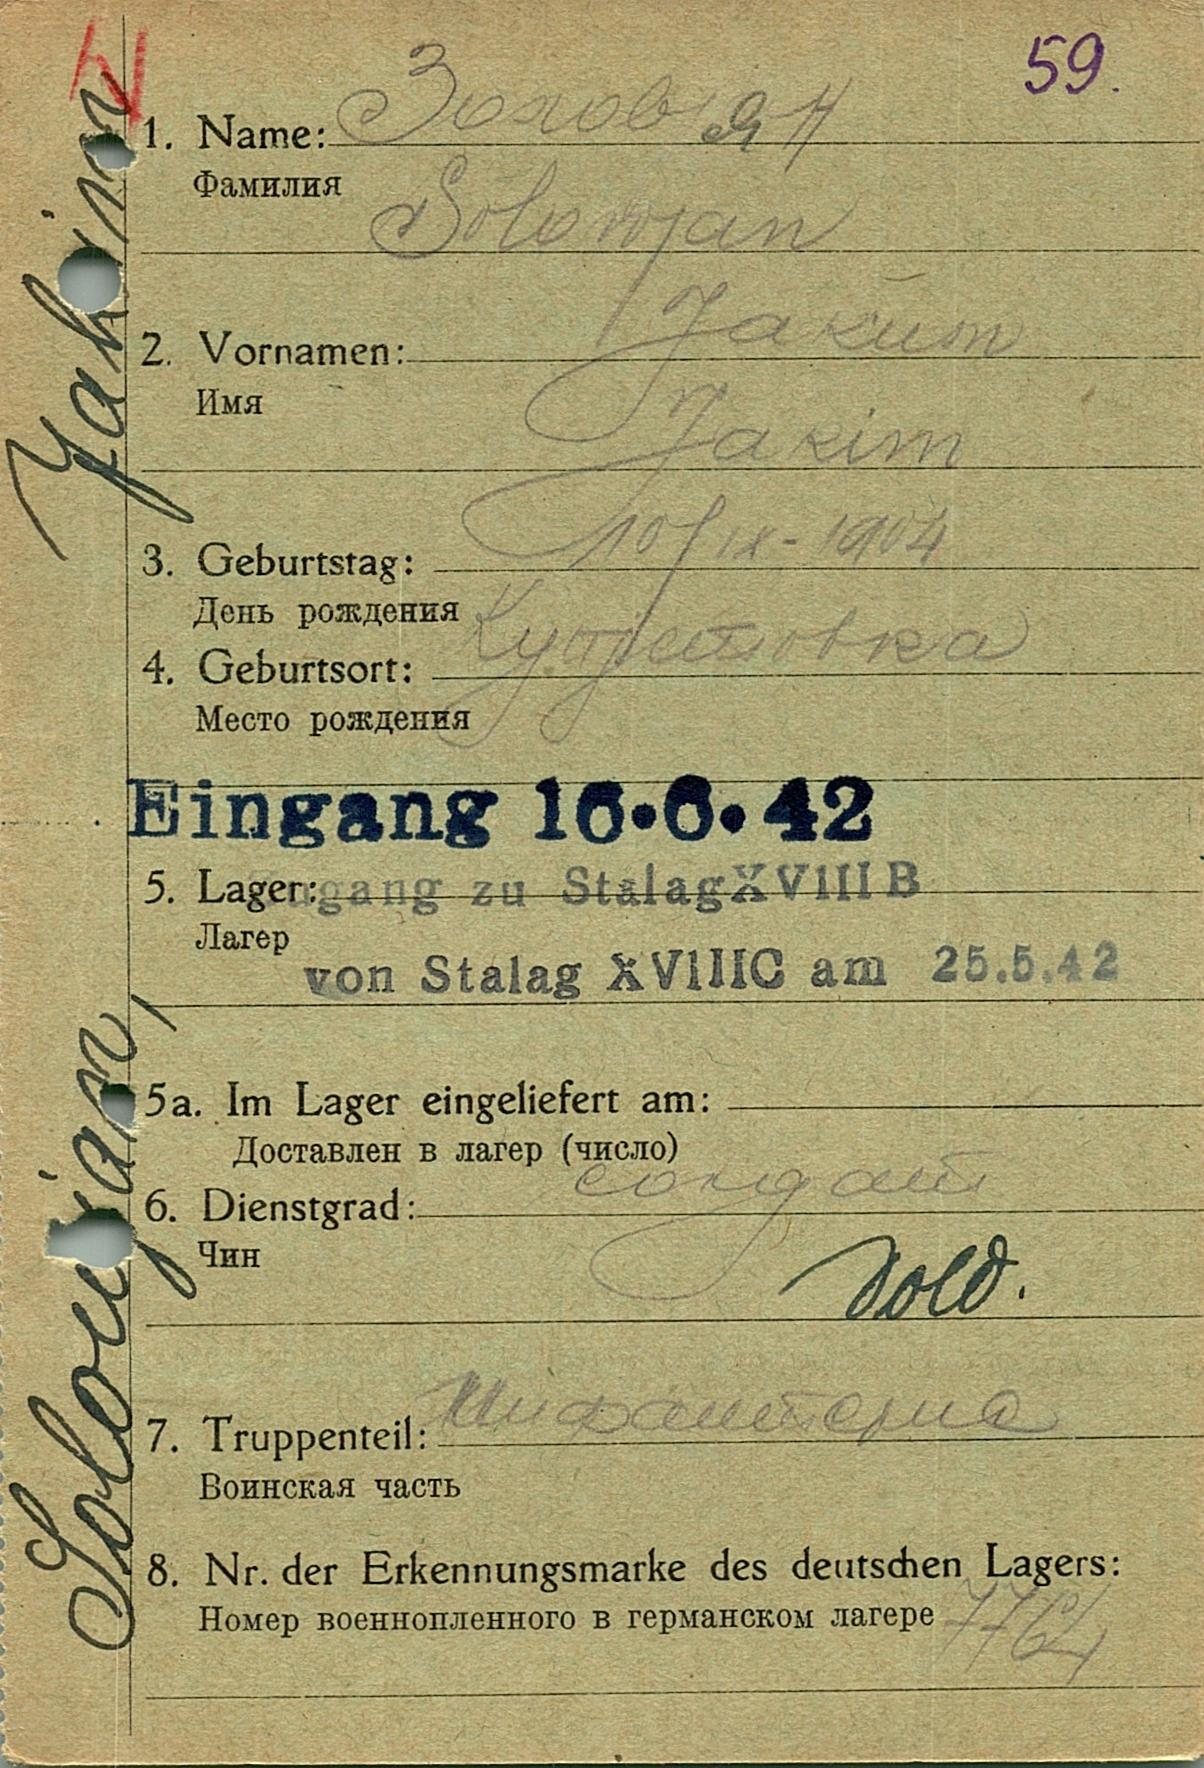 59.
1. Name: Золовян
Фамилия
Solowjan
2. Vornamen: Jakim
Имя
Jakim
3. Geburtstag: 10/IX-1904
День рождения
4. Geburtsort:
Место рождения
Eingang 16.6.42
5. Lager: Zugang zu Stalag XVIII B
Лагер
von Stalag XVIIIC am 25.5.42
5a. Im Lager eingeliefert am:
Доставлен в лагер (число)
6. Dienstgrad: солдат
Чин
Sold.
7. Truppenteil: Инфантерия
Воинская часть
8. Nr. der Erkennungsmarke des deutschen Lagers:
Номер военнопленного в германском лагере
Solowjan, Jakim